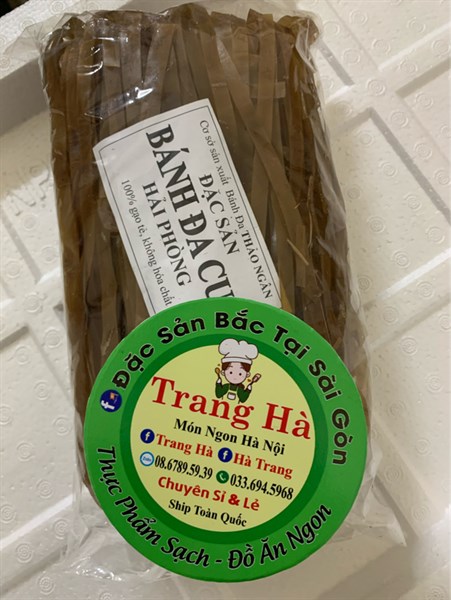 Cơ sở sản xuất Bánh Đa THẢO NGÂN
ĐẶC SẢN
BÁNH ĐA CU
HẢI PHÒNG
100% gạo tẻ, không hóa chất
Đặc Sản Bắc Tại Sài Gòn
Trang Hà
Món Ngon Hà Nội
Trang Hà Hà Trang
08.6789.59.39 033.694.5968
Chuyên Sỉ & Lẻ
Ship Toàn Quốc
Thực Phẩm Sạch - Đồ Ăn Ngon